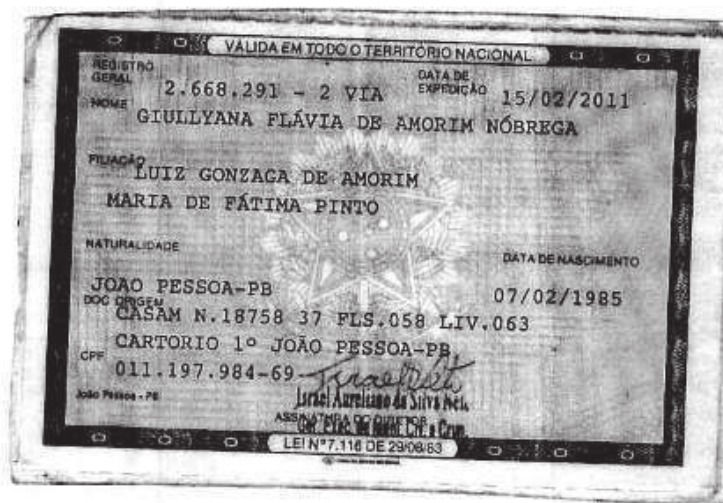 VÁLIDA EM TODO O TERRITÓRIO NACIONAL
REGISTRO GERAL 2.668.291 - 2 VIA DATA DE EXPEDIÇÃO 15/02/2011
NOME GIULLYANA FLÁVIA DE AMORIM NÓBREGA
FILIAÇÃO LUIZ GONZAGA DE AMORIM
MARIA DE FÁTIMA PINTO
NATURALIDADE DATA DE NASCIMENTO
JOAO PESSOA-PB 07/02/1985
DOC ORIGEM CASAM N.18758 37 FLS.058 LIV.063
CARTORIO 1º JOÃO PESSOA-PB
CPF 011.197.984-69
João Pessoa - PB Israel Aureliano da Silva Neto
ASSINATURA DO DIRETOR
LEI Nº 7.116 DE 29/08/83